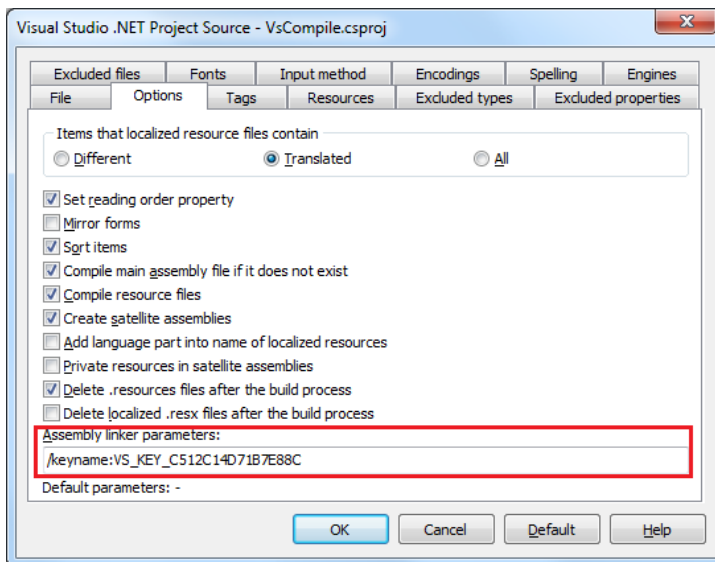 Visual Studio .NET Project Source - VsCompile.csproj
Excluded files Fonts Input method Encodings Spelling Engines
File Options Tags Resources Excluded types Excluded properties
Items that localized resource files contain
Different Translated All
Set reading order property
Mirror forms
Sort items
Compile main assembly file if it does not exist
Compile resource files
Create satellite assemblies
Add language part into name of localized resources
Private resources in satellite assemblies
Delete .resources files after the build process
Delete localized .resx files after the build process
Assembly linker parameters:
/keyname:VS_KEY_C512C14D71B7E88C
Default parameters: -
OK Cancel Default Help